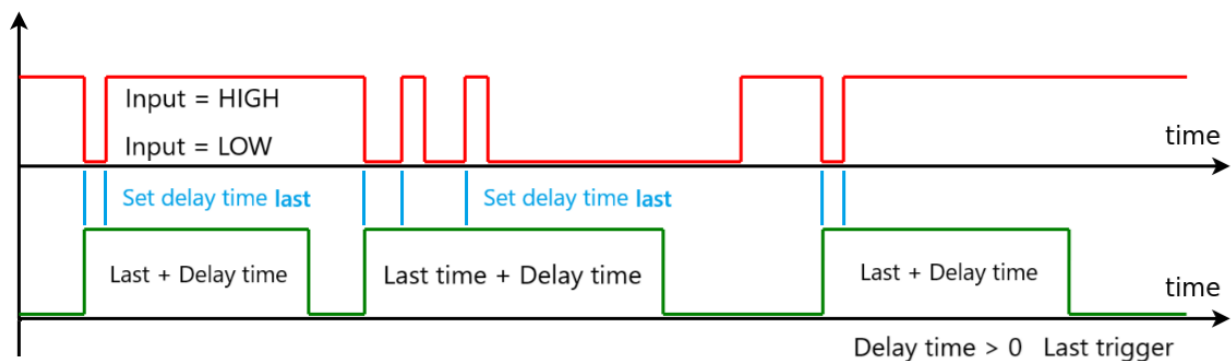 Input = HIGH
time
Input = LOW
Set delay time last
Set delay time last
Last + Delay time
Last time + Delay time
Last + Delay time
time
Delay time > 0 Last trigger